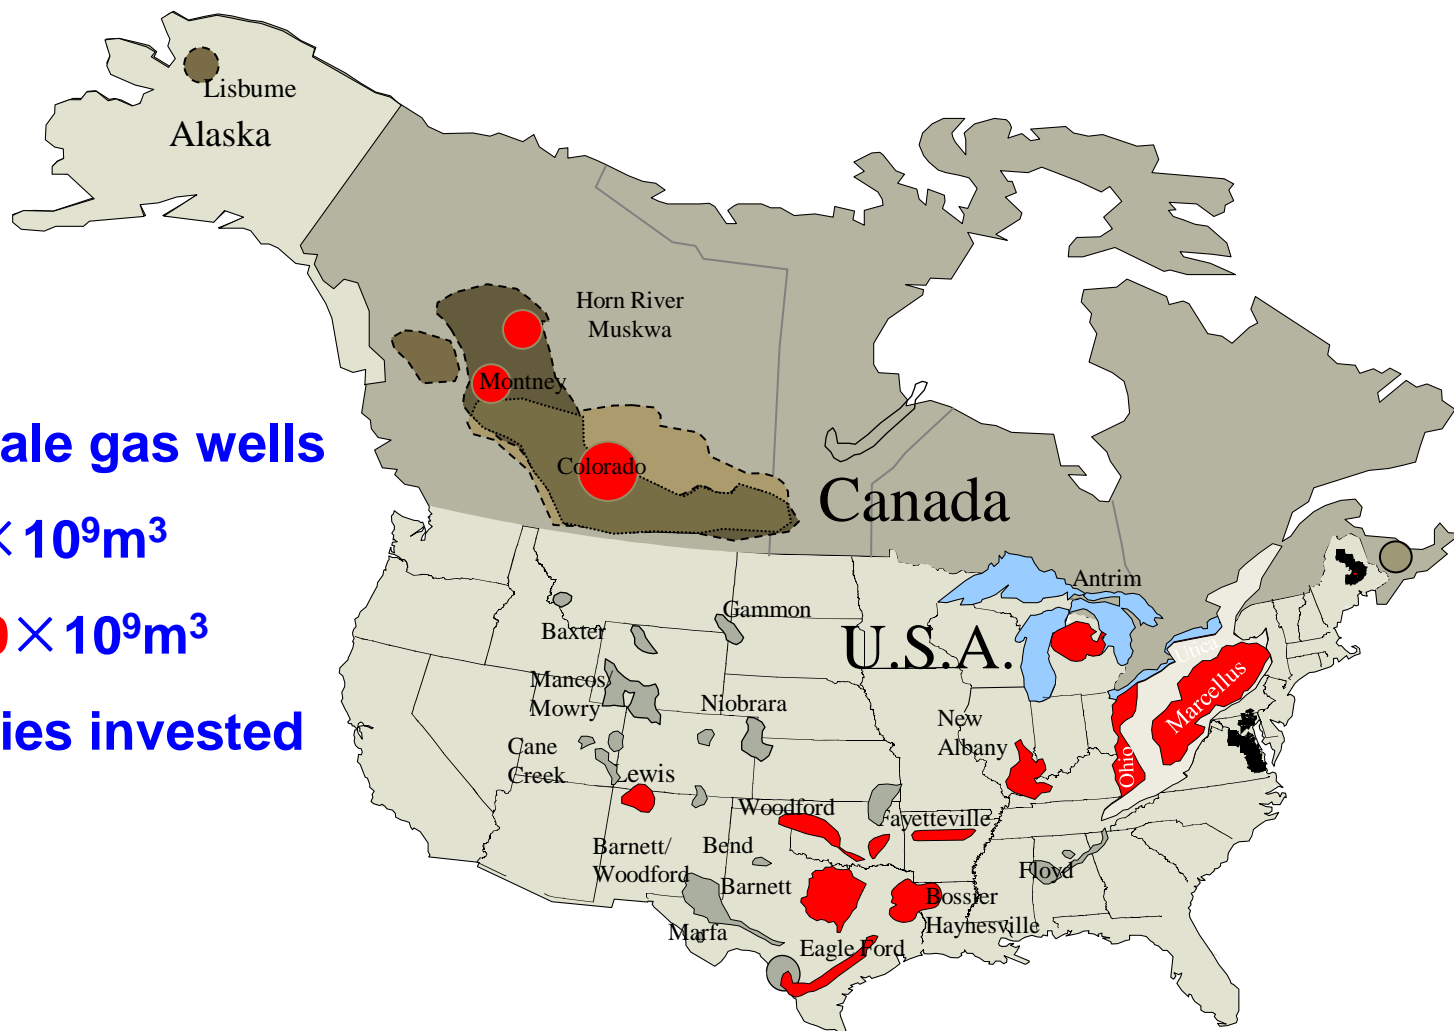 Lisbume
Alaska
Horn River
Muskwa
Montney
Colorado
Canada
ale gas wells
×10⁹m³
0×10⁹m³
ies invested
Antrim
Gammon
Baxter
U.S.A.
Utica
Marcellus
Mancos
Mowry
Niobrara
New
Albany
Cane
Creek
Lewis
Ohio
Woodford
Fayetteville
Barnett/
Woodford
Bend
Barnett
Floyd
Bossier
Haynesville
Marfa
Eagle Ford